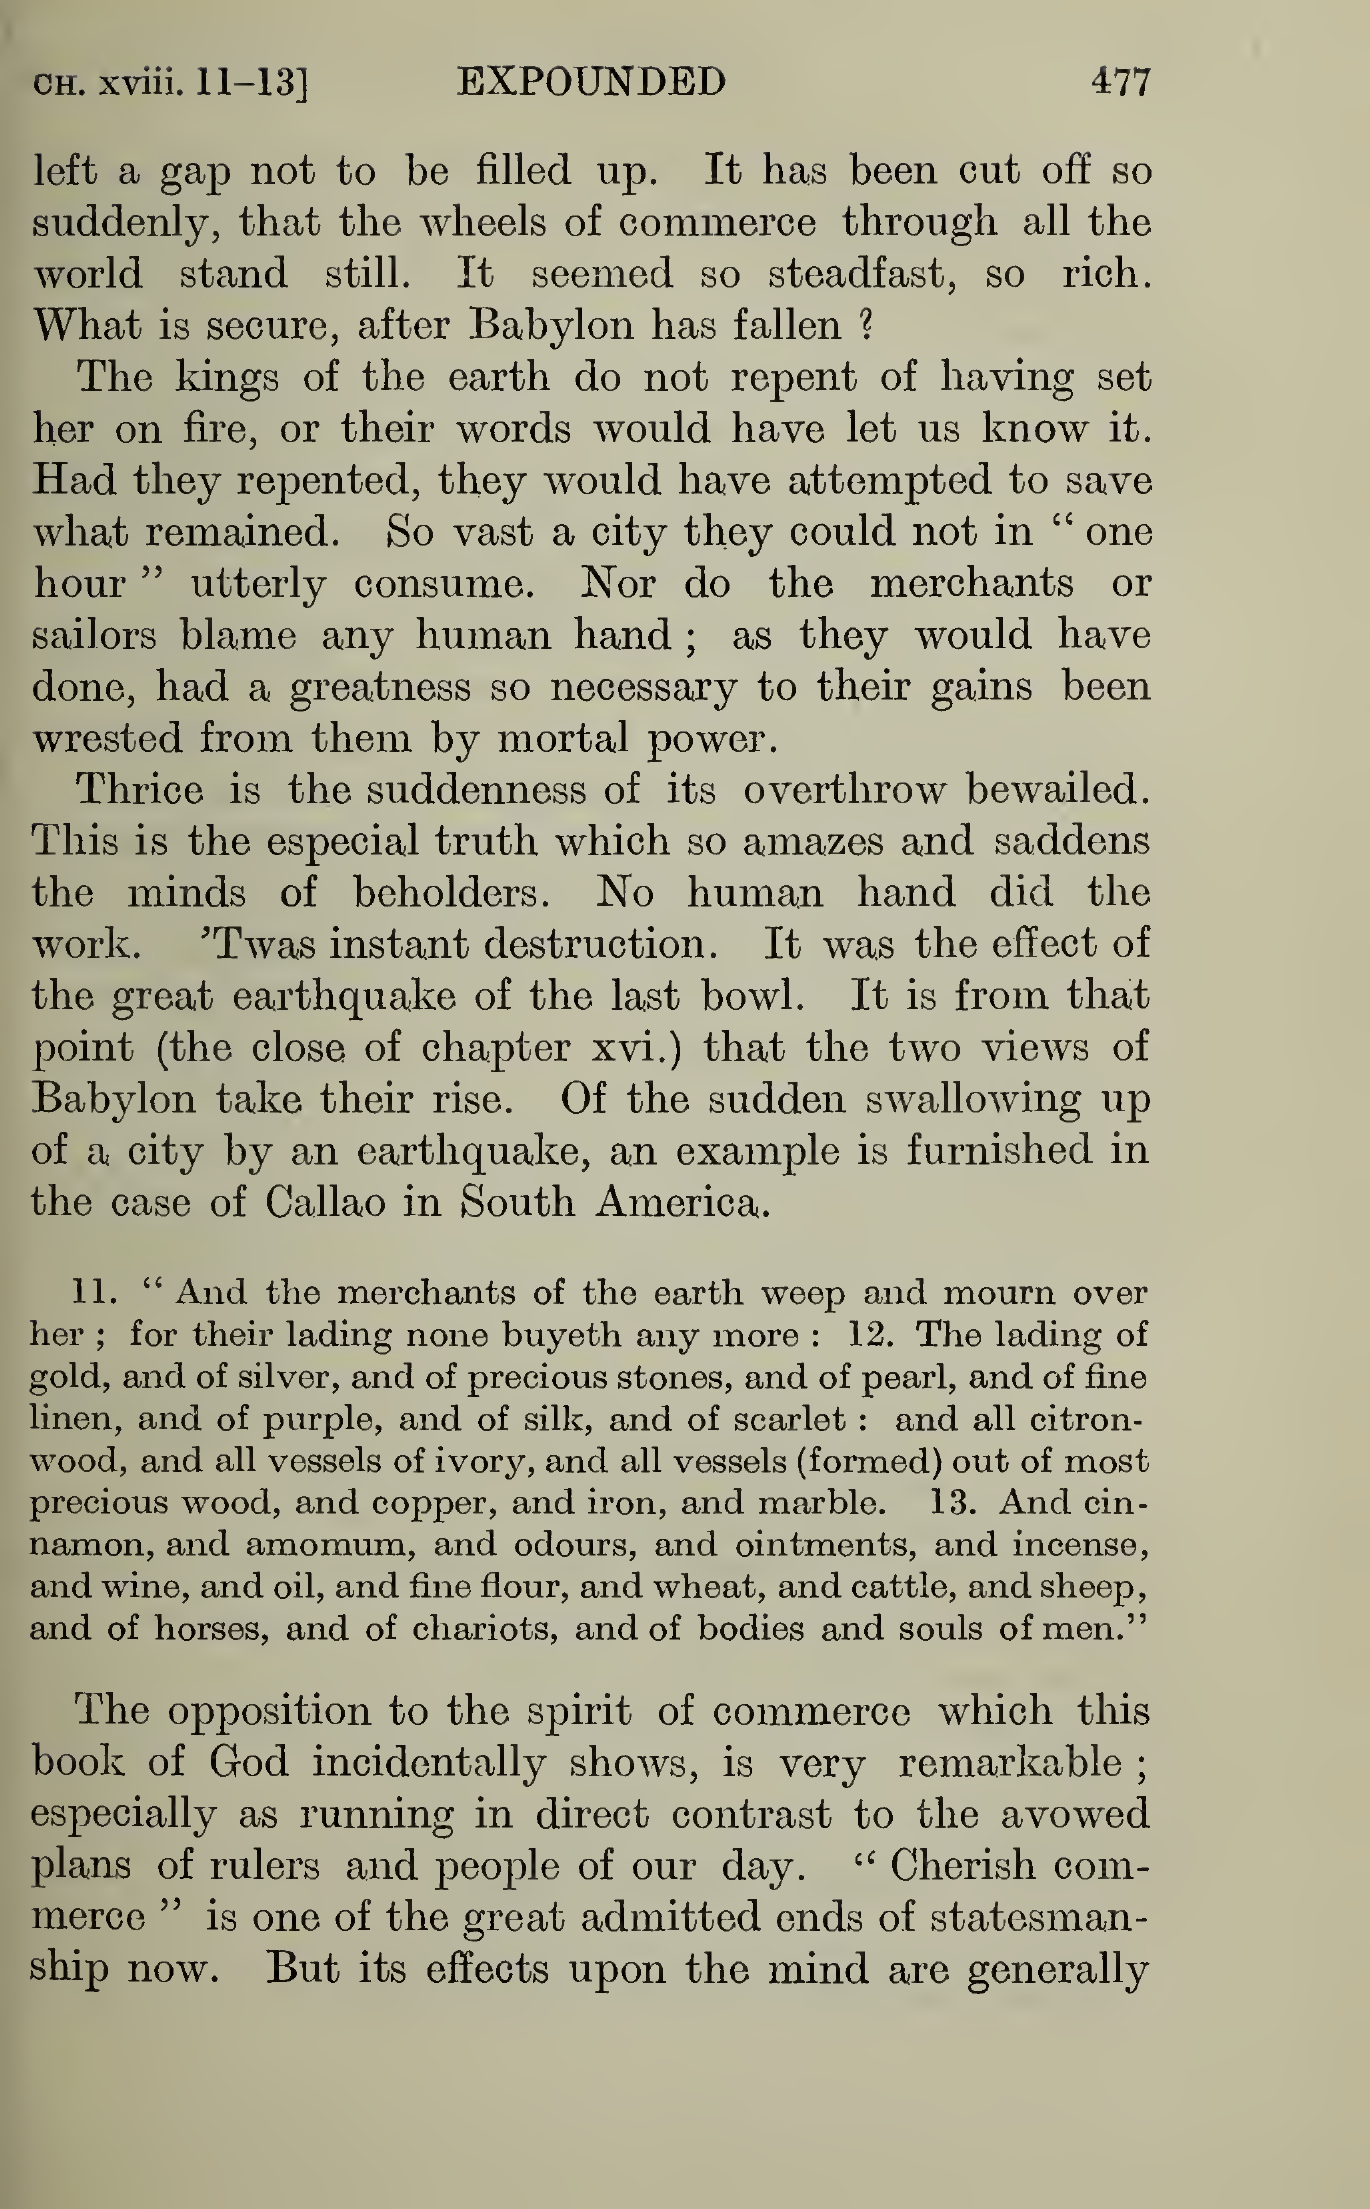 CH. xviii. 11–13] EXPOUNDED 477
left a gap not to be filled up. It has been cut off so
suddenly, that the wheels of commerce through all the
world stand still. It seemed so steadfast, so rich.
What is secure, after Babylon has fallen ?
The kings of the earth do not repent of having set
her on fire, or their words would have let us know it.
Had they repented, they would have attempted to save
what remained. So vast a city they could not in “ one
hour ” utterly consume. Nor do the merchants or
sailors blame any human hand ; as they would have
done, had a greatness so necessary to their gains been
wrested from them by mortal power.
Thrice is the suddenness of its overthrow bewailed.
This is the especial truth which so amazes and saddens
the minds of beholders. No human hand did the
work. ’Twas instant destruction. It was the effect of
the great earthquake of the last bowl. It is from that
point (the close of chapter xvi.) that the two views of
Babylon take their rise. Of the sudden swallowing up
of a city by an earthquake, an example is furnished in
the case of Callao in South America.
11. “ And the merchants of the earth weep and mourn over
her ; for their lading none buyeth any more : 12. The lading of
gold, and of silver, and of precious stones, and of pearl, and of fine
linen, and of purple, and of silk, and of scarlet : and all citron-
wood, and all vessels of ivory, and all vessels (formed) out of most
precious wood, and copper, and iron, and marble. 13. And cin-
namon, and amomum, and odours, and ointments, and incense,
and wine, and oil, and fine flour, and wheat, and cattle, and sheep,
and of horses, and of chariots, and of bodies and souls of men.”
The opposition to the spirit of commerce which this
book of God incidentally shows, is very remarkable ;
especially as running in direct contrast to the avowed
plans of rulers and people of our day. “ Cherish com-
merce ” is one of the great admitted ends of statesman-
ship now. But its effects upon the mind are generally